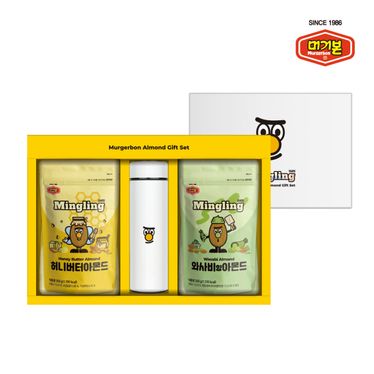 SINCE 1986
머거본
Murgerbon
Murgerbon Almond Gift Set
Mingling
Honey Butter Almond
허니버터아몬드
Mingling
Wasabi Almond
와사비맛아몬드
Mingling
Almond Gift Set